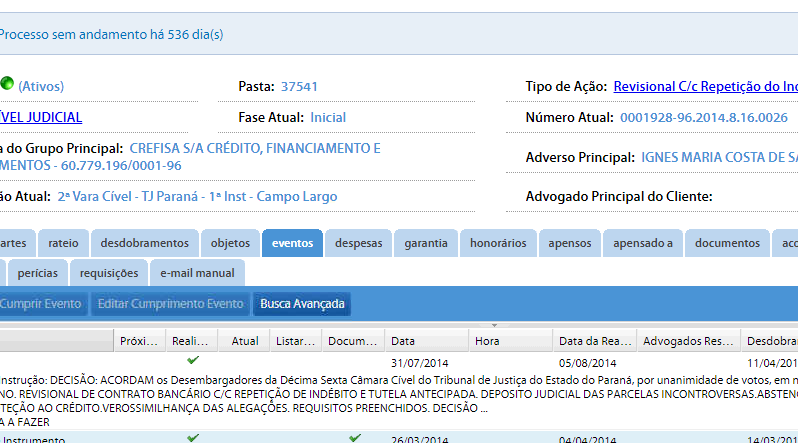 Processo sem andamento há 536 dia(s)
(Ativos) Pasta: 37541 Tipo de Ação: Revisional C/c Repetição do Ind
ÍVEL JUDICIAL Fase Atual: Inicial Número Atual: 0001928-96.2014.8.16.0026
a do Grupo Principal: CREFISA S/A CRÉDITO, FINANCIAMENTO E
MENTOS - 60.779.196/0001-96 Adverso Principal: IGNES MARIA COSTA DE SA
ão Atual: 2ª Vara Cível - TJ Paraná - 1ª Inst - Campo Largo Advogado Principal do Cliente:
artes rateio desdobramentos objetos eventos despesas garantia honorários apensos apensado a documentos aco
perícias requisições e-mail manual
Cumprir Evento Editar Cumprimento Evento Busca Avançada
Próxi... Reali... Atual Listar... Docum... Data Hora Data da Rea... Advogados Res... Desdobrar
31/07/2014 05/08/2014 11/04/201
Instrução: DECISÃO: ACORDAM os Desembargadores da Décima Sexta Câmara Cível do Tribunal de Justiça do Estado do Paraná, por unanimidade de votos, em n
NO. REVISIONAL DE CONTRATO BANCÁRIO C/C REPETIÇÃO DE INDÉBITO E TUTELA ANTECIPADA. DEPOSITO JUDICIAL DAS PARCELAS INCONTROVERSAS.ABSTENC
TEÇÃO AO CRÉDITO.VEROSSIMILHANÇA DAS ALEGAÇÕES. REQUISITOS PREENCHIDOS. DECISÃO ...
A A FAZER
Instrumento 26/03/2014 04/04/2014 14/03/201